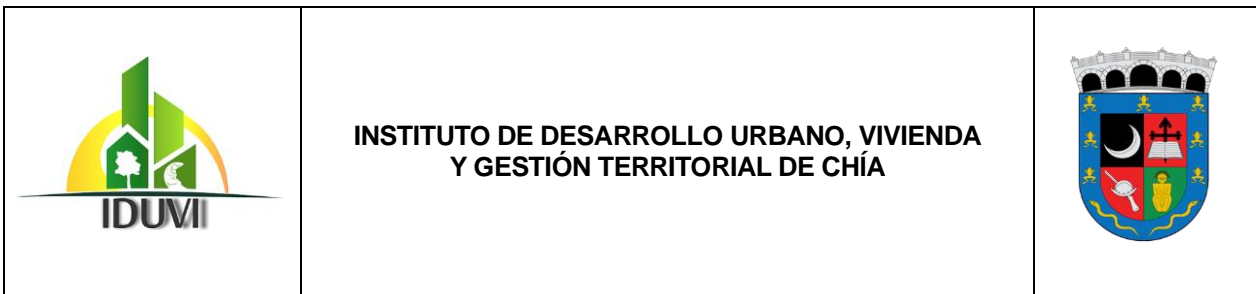 IDUVI
INSTITUTO DE DESARROLLO URBANO, VIVIENDA
Y GESTIÓN TERRITORIAL DE CHÍA